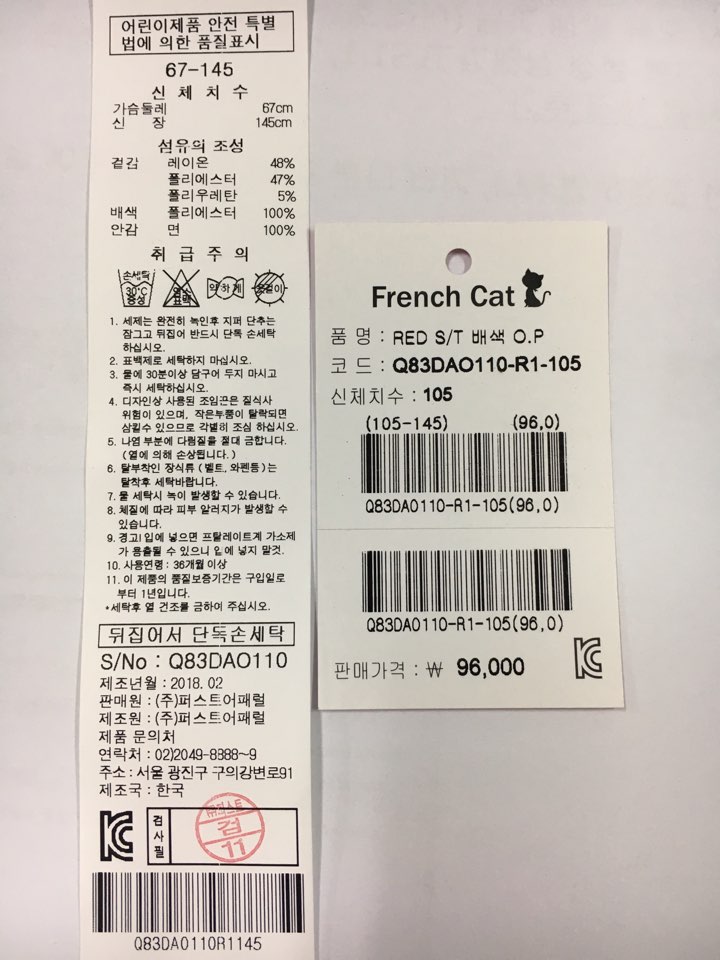 어린이제품 안전 특별
법에 의한 품질표시
67-145
신 체 치 수
가슴둘레 67cm
신 장 145cm
섬유의 조성
겉감 레이온 48%
폴리에스터 47%
폴리우레탄 5%
배색 폴리에스터 100%
안감 면 100%
취 급 주 의
손세탁
30℃
중성
염소
표백
약하게
옷걸이
1. 세제는 완전히 녹인후 지퍼 단추는
잠그고 뒤집어 반드시 단독 손세탁
하십시오.
2. 표백제로 세탁하지 마십시오.
3. 물에 30분이상 담구어 두지 마시고
즉시 세탁하십시오.
4. 디자인상 사용된 조임끈은 질식사
위험이 있으며, 작은부품이 탈락되면
삼킬수 있으므로 각별히 조심 하십시오.
5. 나염 부분에 다림질을 절대 금합니다.
(열에 의해 손상됩니다.)
6. 탈부착인 장식류 (벨트, 와펜등)는
탈착후 세탁바랍니다.
7. 물 세탁시 녹이 발생할 수 있습니다.
8. 체질에 따라 피부 알러지가 발생할 수
있습니다.
9. 경고! 입에 넣으면 프탈레이트계 가소제
가 용출될 수 있으니 입에 넣지 말것.
10. 사용연령 : 36개월 이상
11. 이 제품의 품질보증기간은 구입일로
부터 1년입니다.
*세탁후 열 건조를 금하여 주십시오.
뒤집어서 단독손세탁
S/No : Q83DAO110
제조년월 : 2018. 02
판매원 : (주)퍼스트어패럴
제조원 : (주)퍼스트어패럴
제품 문의처
연락처 : 02)2049-8888~9
주소 : 서울 광진구 구의강변로91
제조국 : 한국
KC
검사필
검
11
Q83DAO110R1145
French Cat
품 명 : RED S/T 배색 O.P
코 드 : Q83DAO110-R1-105
신체치수 : 105
(105-145) (96,0)
Q83DAO110-R1-105(96,0)
Q83DAO110-R1-105(96,0)
판매가격 : ₩ 96,000
KC